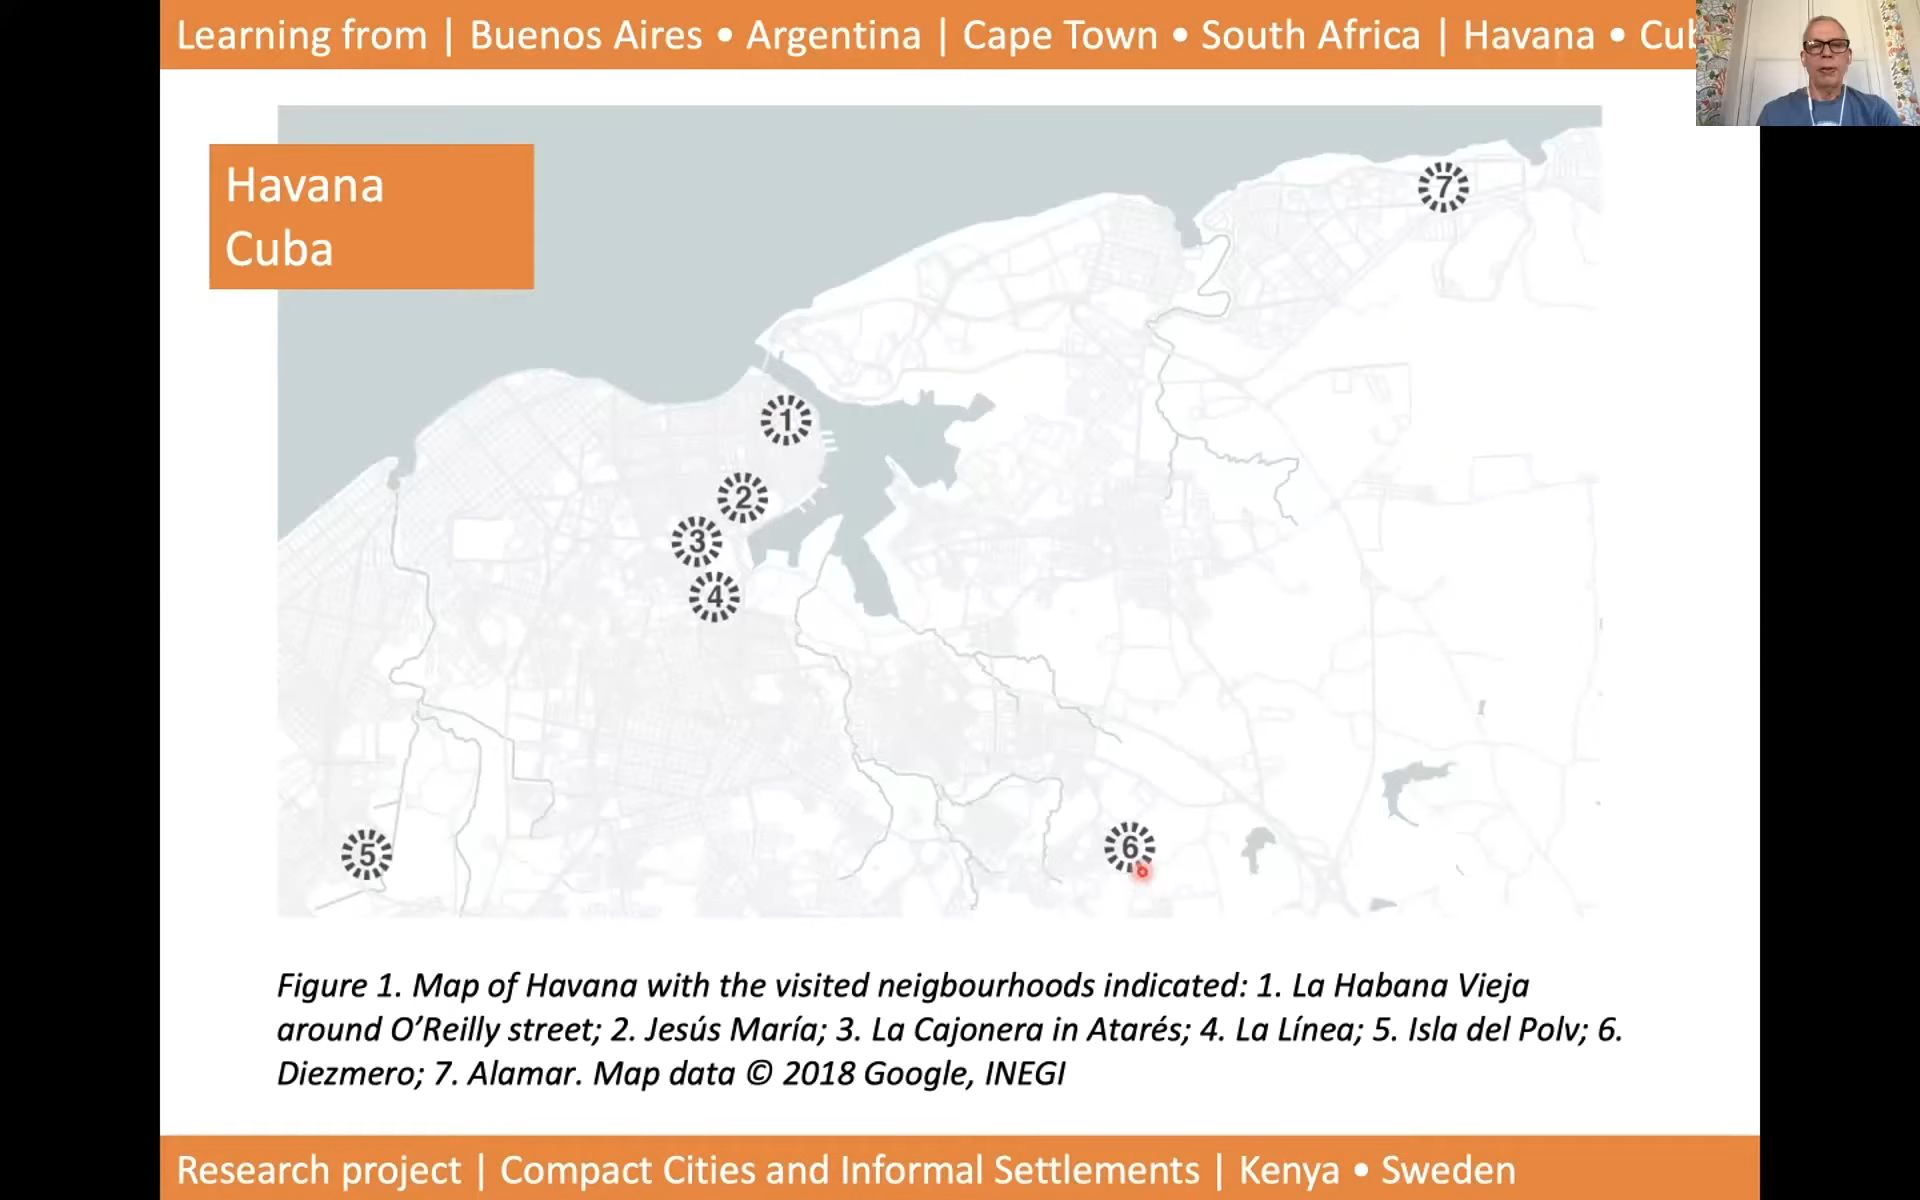 Learning from | Buenos Aires • Argentina | Cape Town • South Africa | Havana •
Havana
Cuba
7
1
2
3
4
5
6
Figure 1. Map of Havana with the visited neigbourhoods indicated: 1. La Habana Vieja
around O’Reilly street; 2. Jesús María; 3. La Cajonera in Atarés; 4. La Línea; 5. Isla del Polv; 6.
Diezmero; 7. Alamar. Map data © 2018 Google, INEGI
Research project | Compact Cities and Informal Settlements | Kenya • Sweden